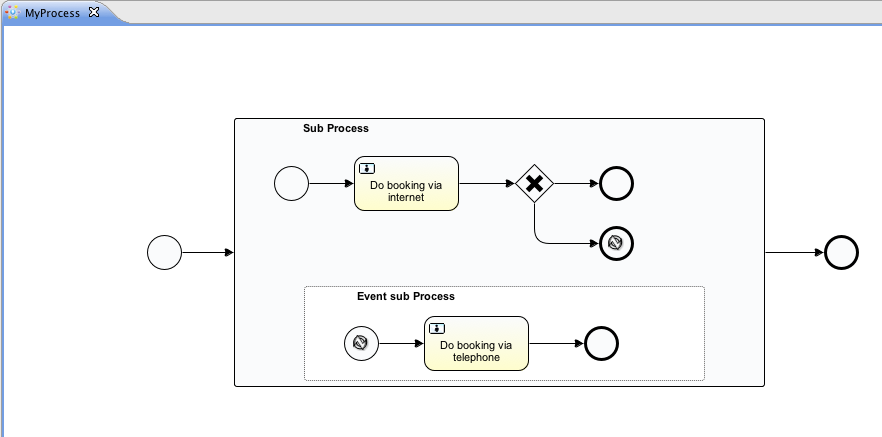 MyProcess
Sub Process
Do booking via
internet
Event sub Process
Do booking via
telephone